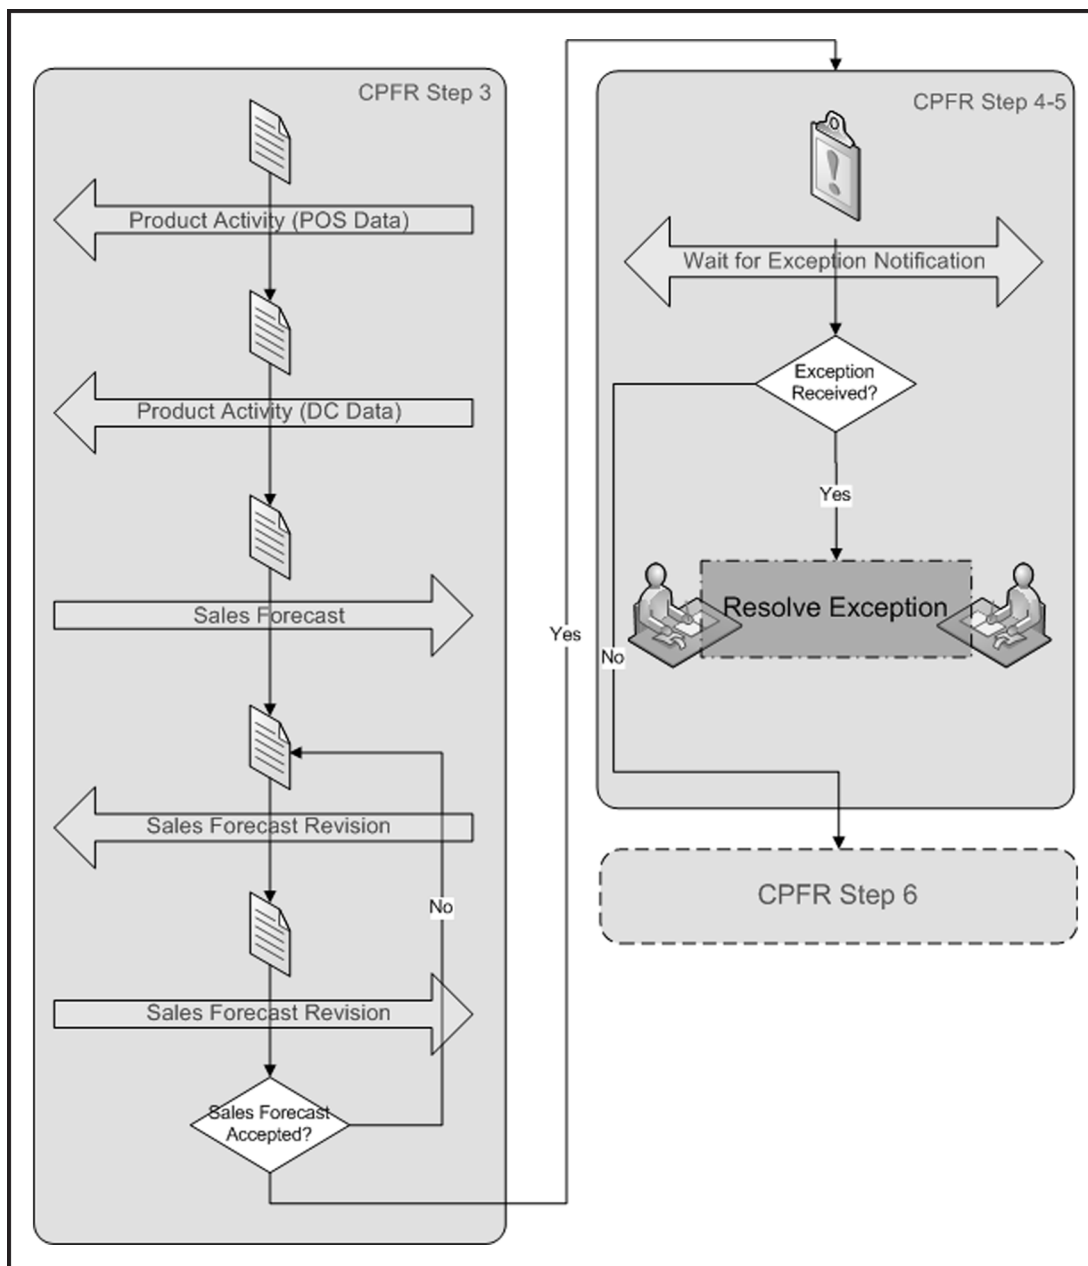 CPFR Step 3
Product Activity (POS Data)
Product Activity (DC Data)
Sales Forecast
Sales Forecast Revision
No
Sales Forecast Revision
Sales Forecast
Accepted?
Yes
CPFR Step 4-5
Wait for Exception Notification
Exception
Received?
Yes
Resolve Exception
No
CPFR Step 6